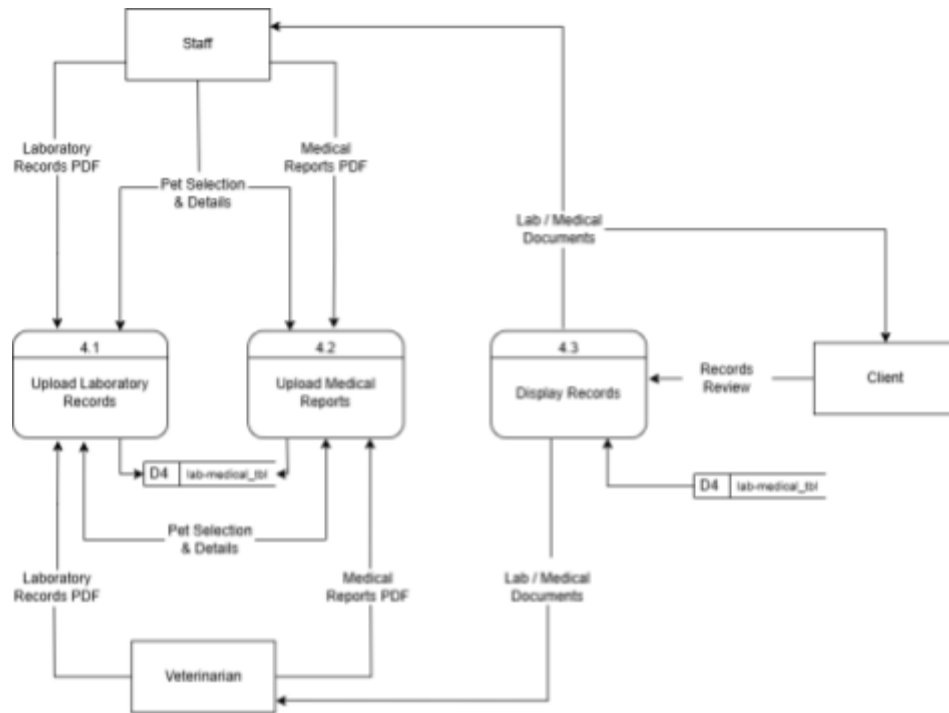 Staff
Laboratory
Records PDF
Medical
Reports PDF
Pet Selection
& Details
Lab / Medical
Documents
4.1
Upload Laboratory
Records
4.2
Upload Medical
Reports
4.3
Display Records
Records
Review
Client
D4 lab-medical_tbl
D4 lab-medical_tbl
Pet Selection
& Details
Laboratory
Records PDF
Medical
Reports PDF
Lab / Medical
Documents
Veterinarian